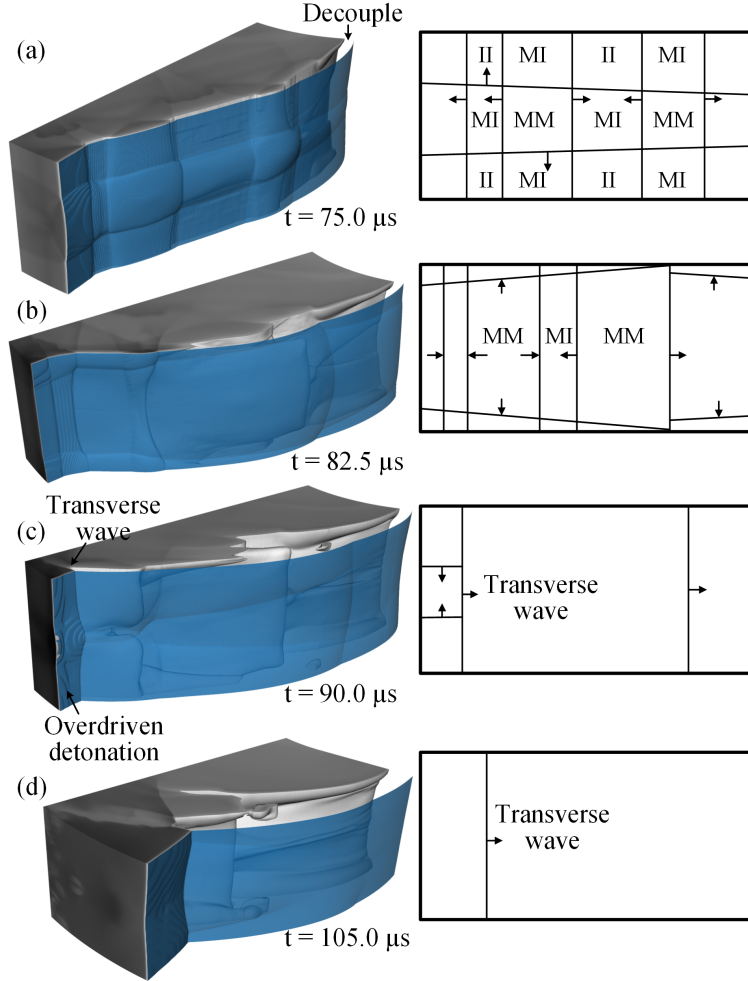 Decouple
(a)
II MI II MI
MI MM MI MM
II MI II MI
t = 75.0 μs
(b)
MM MI MM
t = 82.5 μs
Transverse
wave
(c)
Transverse
wave
t = 90.0 μs
Overdriven
detonation
(d)
Transverse
wave
t = 105.0 μs